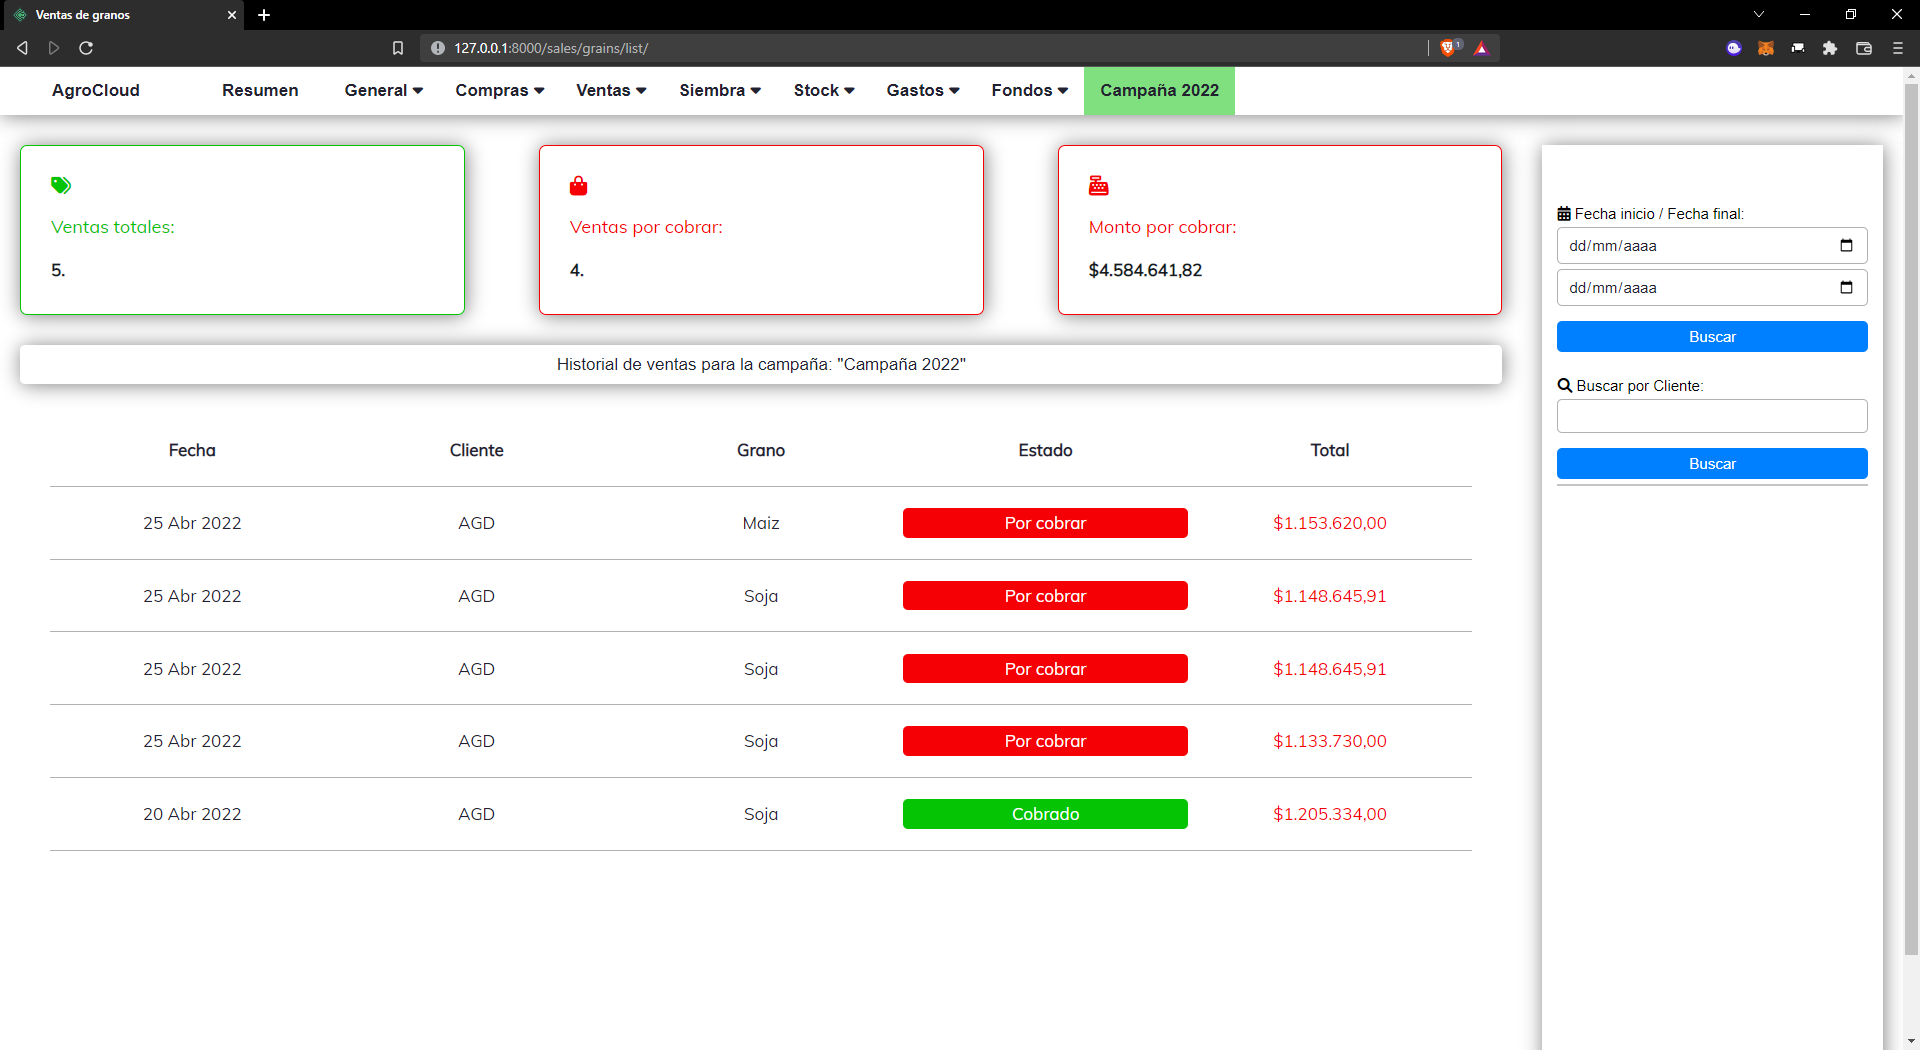 Ventas de granos
127.0.0.1:8000/sales/grains/list/
1
AgroCloud Resumen General Compras Ventas Siembra Stock Gastos Fondos Campaña 2022
Ventas totales:
5.
Ventas por cobrar:
4.
Monto por cobrar:
$4.584.641,82
Historial de ventas para la campaña: "Campaña 2022"
Fecha Cliente Grano Estado Total
25 Abr 2022 AGD Maiz Por cobrar $1.153.620,00
25 Abr 2022 AGD Soja Por cobrar $1.148.645,91
25 Abr 2022 AGD Soja Por cobrar $1.148.645,91
25 Abr 2022 AGD Soja Por cobrar $1.133.730,00
20 Abr 2022 AGD Soja Cobrado $1.205.334,00
Fecha inicio / Fecha final:
dd/mm/aaaa
dd/mm/aaaa
Buscar
Buscar por Cliente:
Buscar